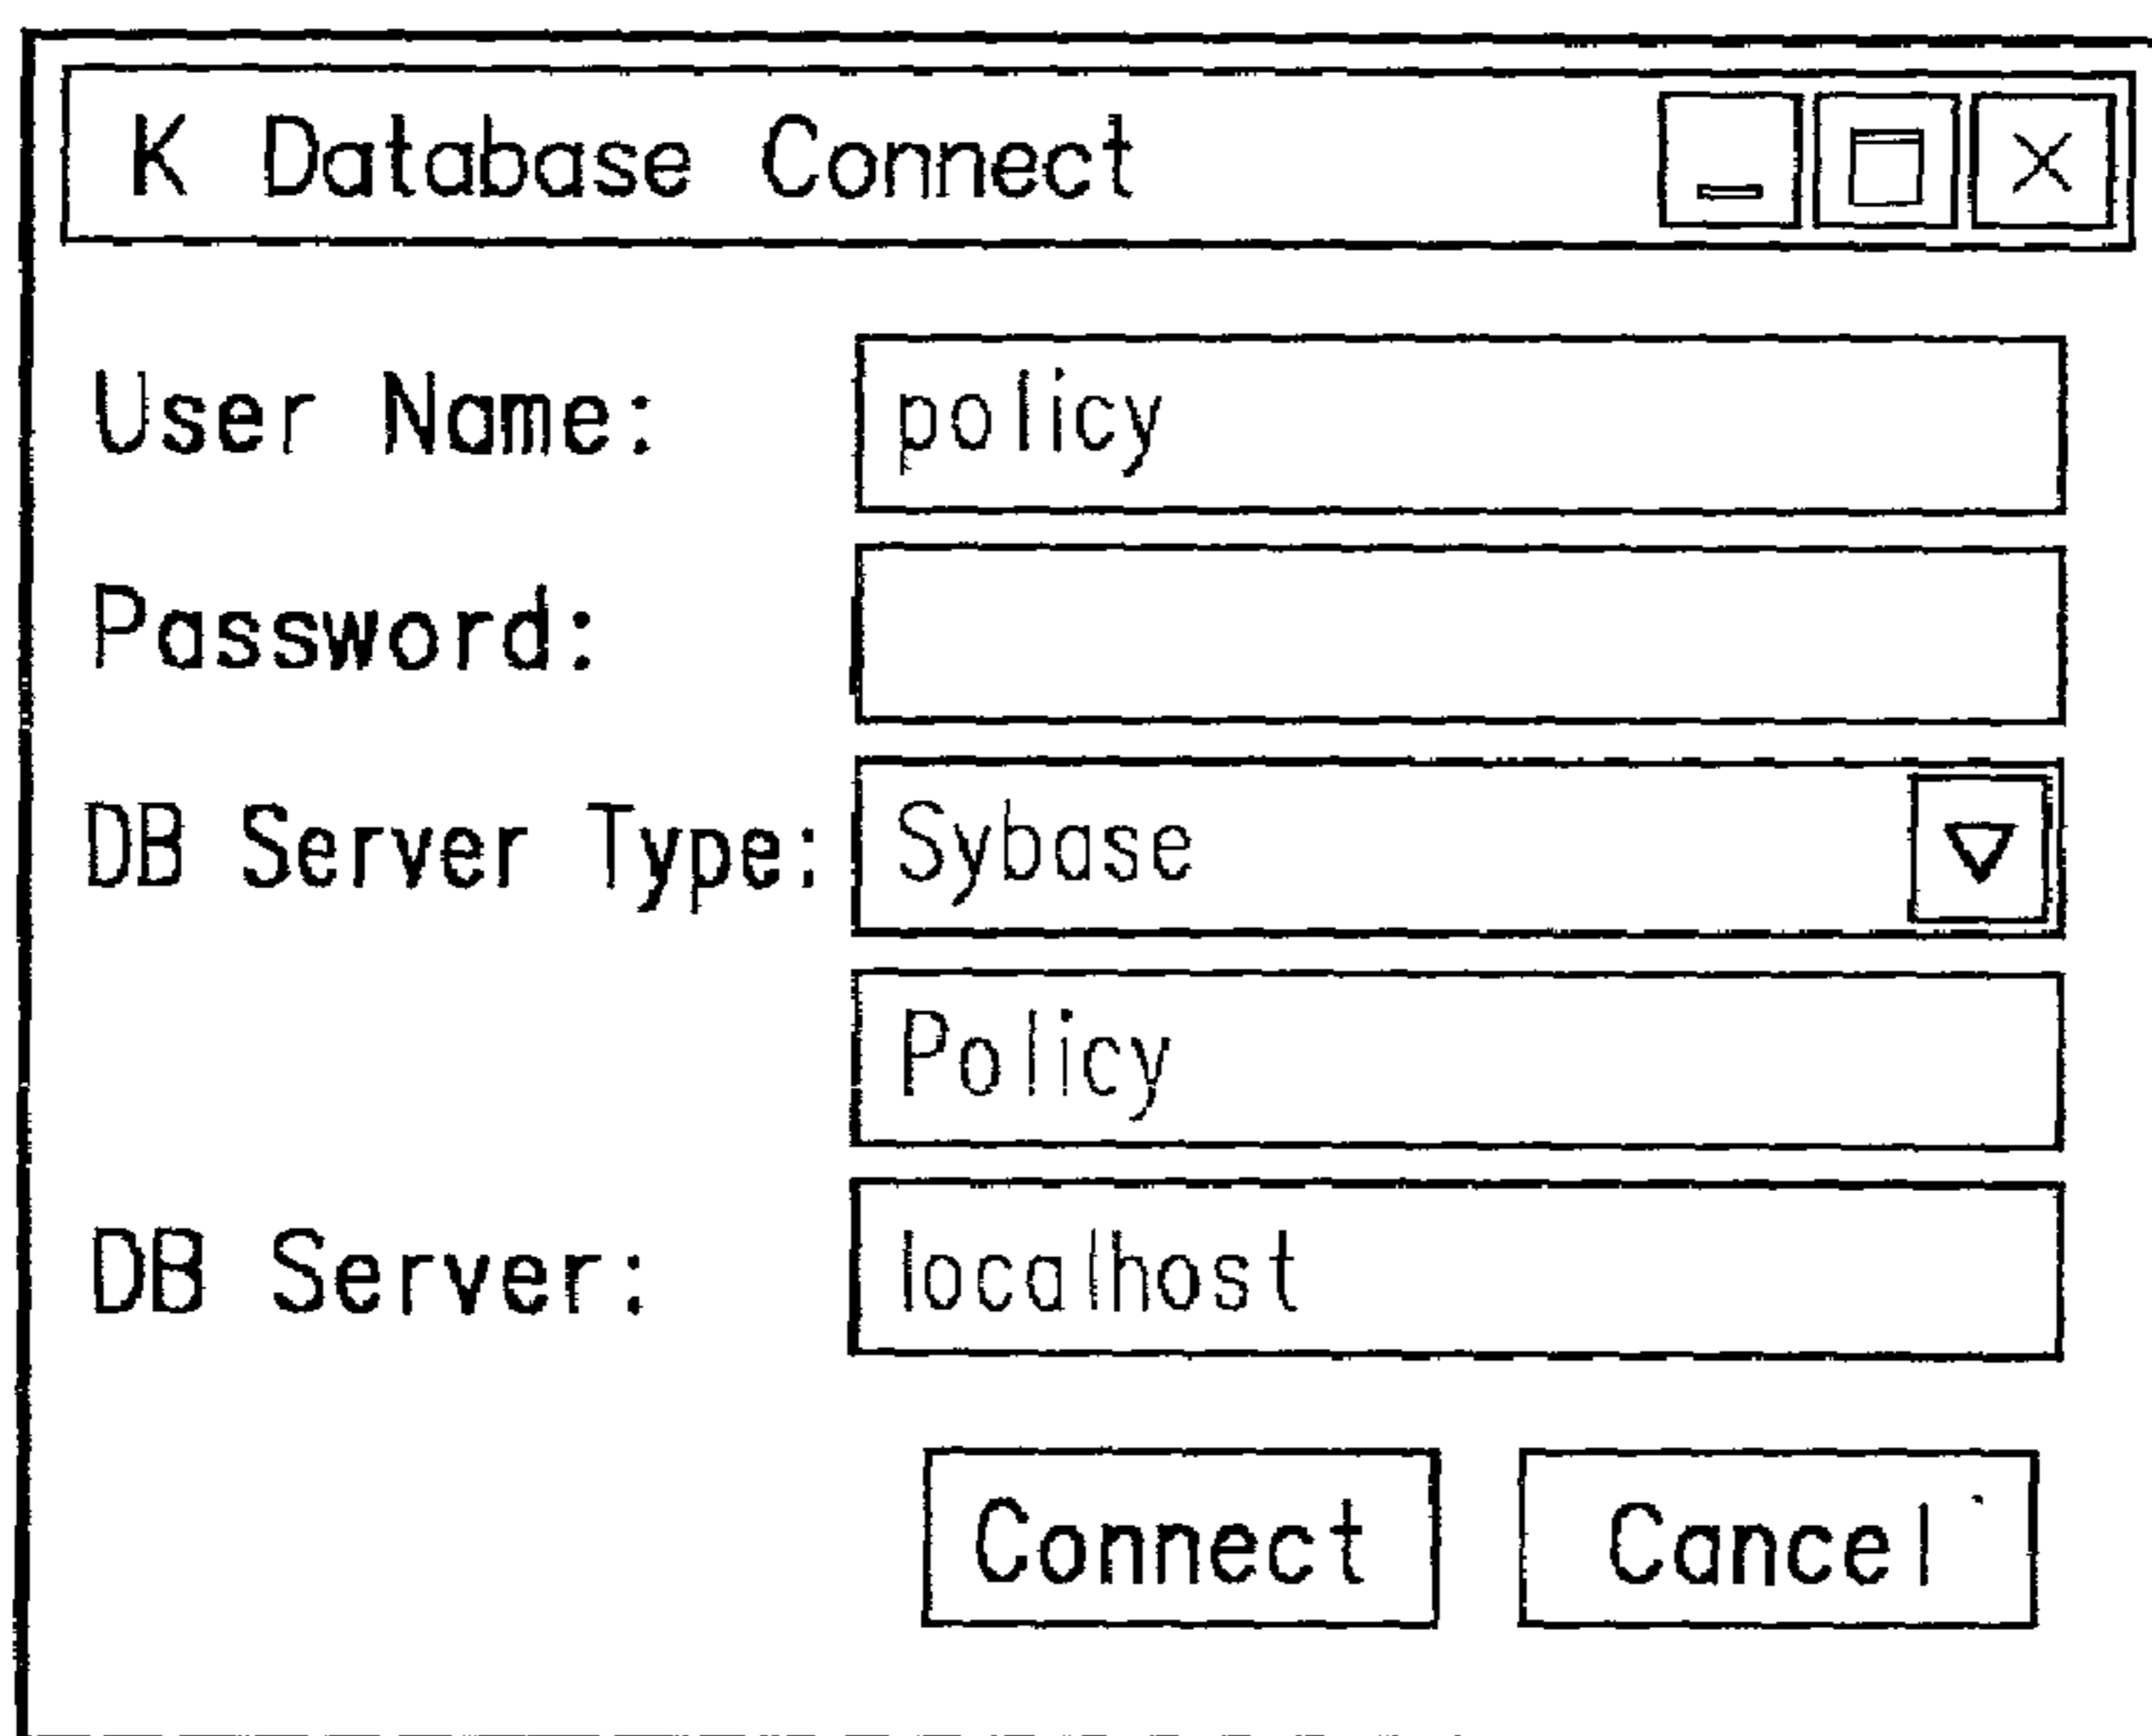 K Database Connect
User Name: policy
Password:
DB Server Type: Sybase
Policy
DB Server: localhost
Connect Cancel